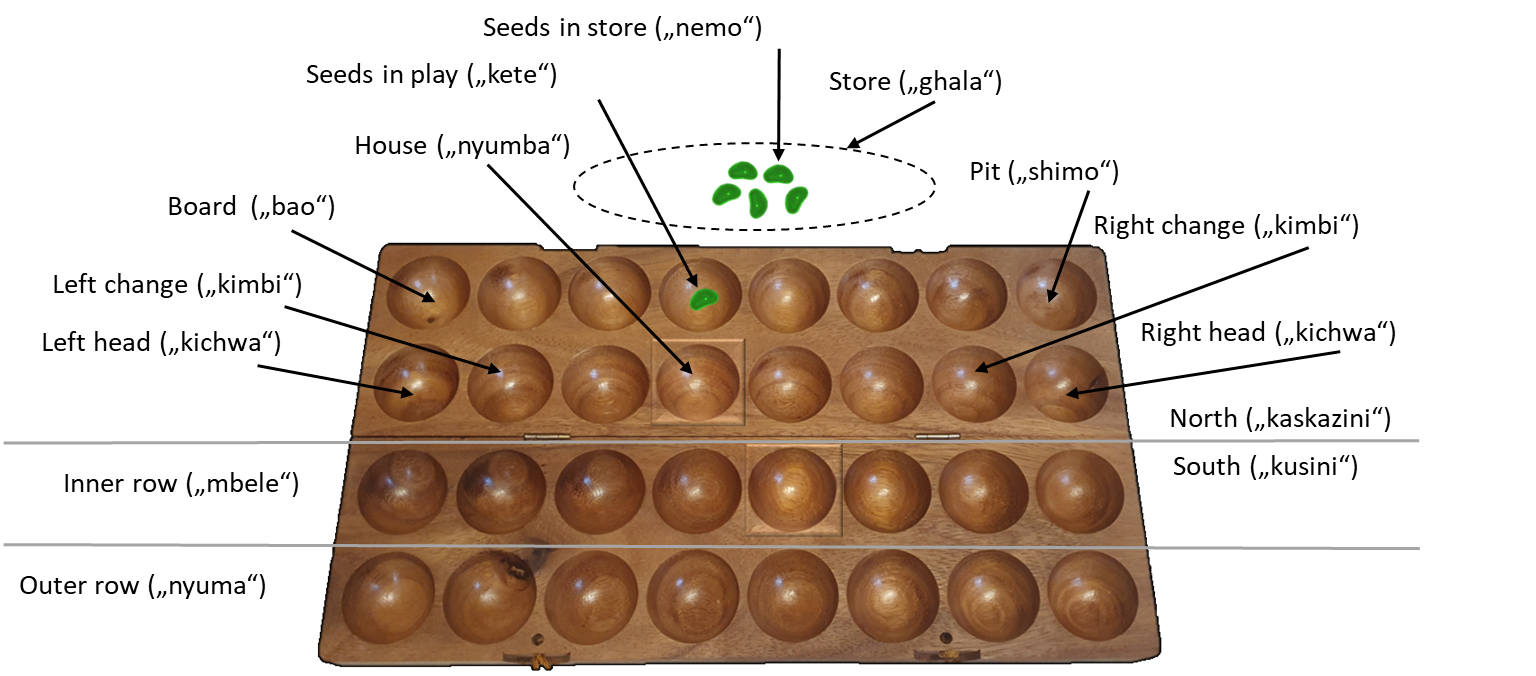 Seeds in store („nemo“)
Seeds in play („kete“)
Store („ghala“)
House („nyumba“)
Pit („shimo“)
Board („bao“)
Right change („kimbi“)
Left change („kimbi“)
Right head („kichwa“)
Left head („kichwa“)
North („kaskazini“)
South („kusini“)
Inner row („mbele“)
Outer row („nyuma“)